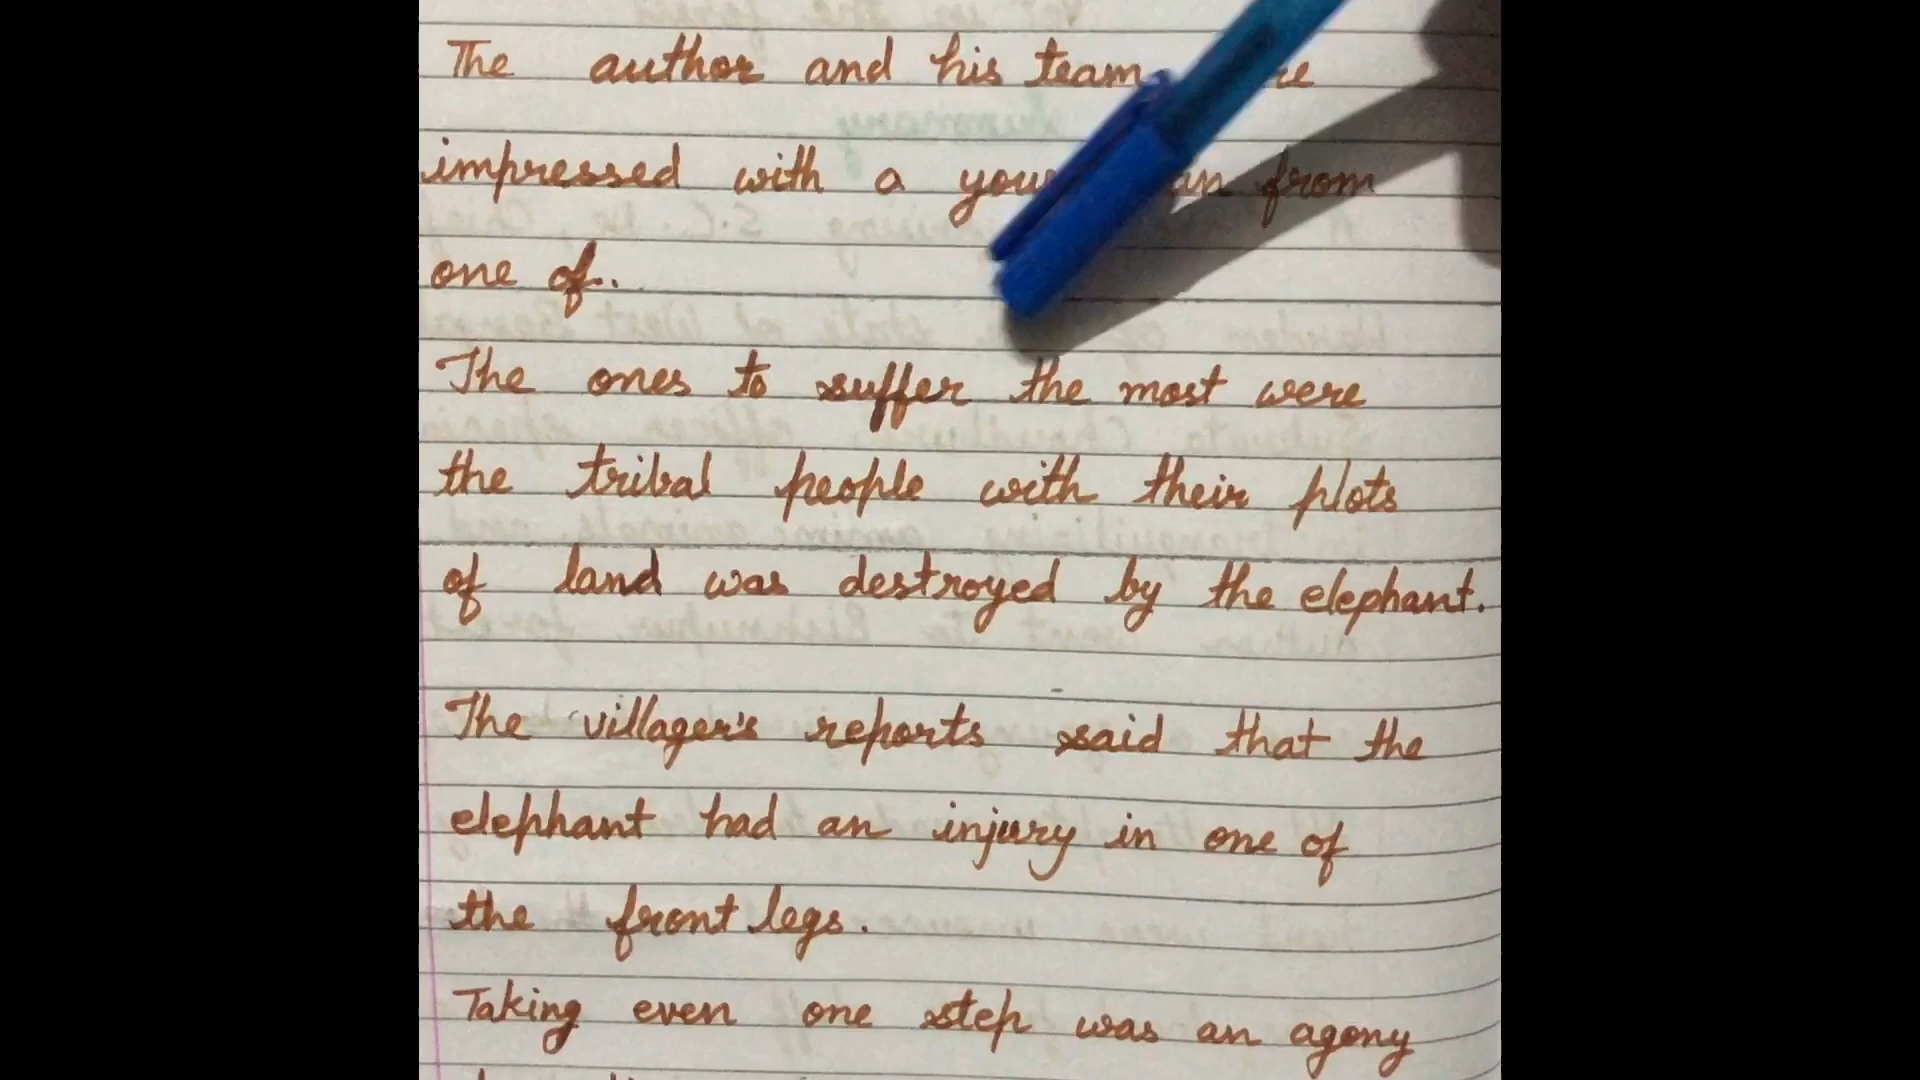 The author and his team
impressed with a from
one of..
The ones to suffer the most were
the tribal people with their plots
of land was destroyed by the elephant.
The villager's reports said that the
elephant had an injury in one of
the front legs.
Taking even one step was an agony